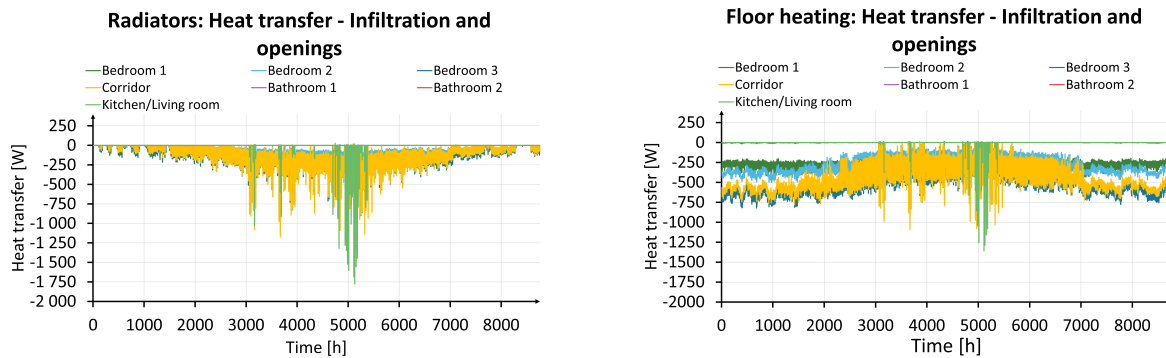 Radiators: Heat transfer - Infiltration and
openings
Bedroom 1
Bedroom 2
Bedroom 3
Corridor
Bathroom 1
Bathroom 2
Kitchen/Living room
Heat transfer [W]
250
0
-250
-500
-750
-1 000
-1 250
-1 500
-1 750
-2 000
0 1000 2000 3000 4000 5000 6000 7000 8000
Time [h]
Floor heating: Heat transfer - Infiltration and
openings
Bedroom 1
Bedroom 2
Bedroom 3
Corridor
Bathroom 1
Bathroom 2
Kitchen/Living room
Heat transfer [W]
250
0
-250
-500
-750
-1000
-1250
-1500
-1750
-2000
0 1000 2000 3000 4000 5000 6000 7000 8000
Time [h]